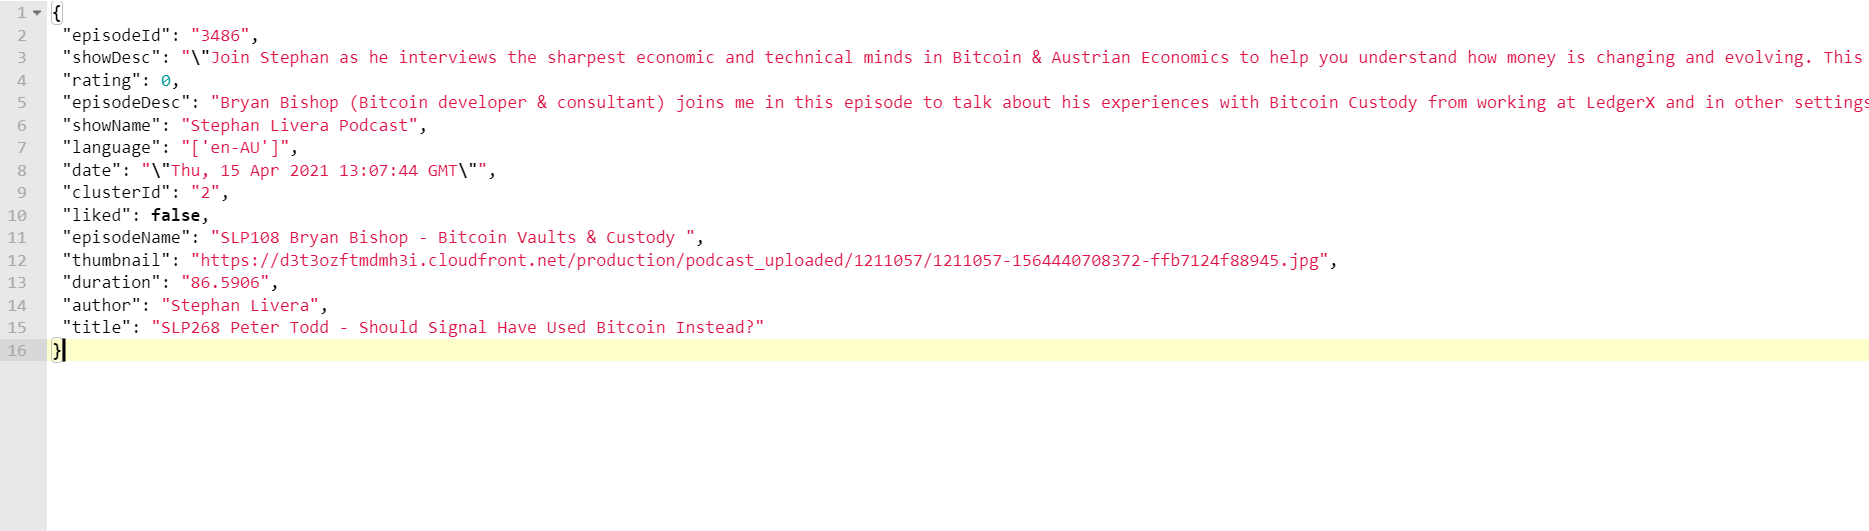 1 {
2 "episodeId": "3486",
3 "showDesc": "\"Join Stephan as he interviews the sharpest economic and technical minds in Bitcoin & Austrian Economics to help you understand how money is changing and evolving. This
4 "rating": 0,
5 "episodeDesc": "Bryan Bishop (Bitcoin developer & consultant) joins me in this episode to talk about his experiences with Bitcoin Custody from working at LedgerX and in other settings
6 "showName": "Stephan Livera Podcast",
7 "language": "['en-AU']",
8 "date": "\"Thu, 15 Apr 2021 13:07:44 GMT\"",
9 "clusterId": "2",
10 "liked": false,
11 "episodeName": "SLP108 Bryan Bishop - Bitcoin Vaults & Custody ",
12 "thumbnail": "https://d3t3ozftmdmh3i.cloudfront.net/production/podcast_uploaded/1211057/1211057-1564440708372-ffb7124f88945.jpg",
13 "duration": "86.5906",
14 "author": "Stephan Livera",
15 "title": "SLP268 Peter Todd - Should Signal Have Used Bitcoin Instead?"
16 }